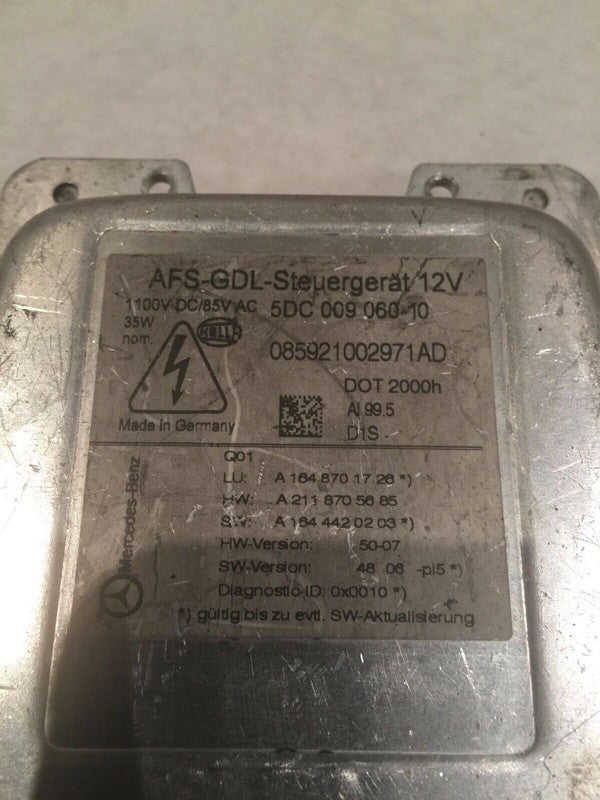 AFS-GDL-Steuergerät 12V
1100V DC/85V AC 5DC 009 060-10
35W
nom.
HELLA
085921002971AD
DOT 2000h
Al 99.5
D1S
Made in Germany
Mercedes-Benz
Q01
LU: A 164 870 17 26 *)
HW: A 211 870 56 85
SW: A 164 442 02 03 *)
HW-Version: 50-07
SW-Version: 48 06 -pi5 *)
Diagnostic-ID: 0x0010 *)
*) gültig bis zu evtl. SW-Aktualisierung